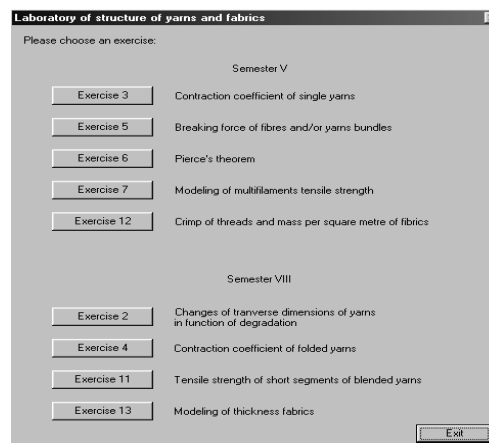 Laboratory of structure of yarns and fabrics
Please choose an exercise:
Semester V
Exercise 3 Contraction coefficient of single yarns
Exercise 5 Breaking force of fibres and/or yarns bundles
Exercise 6 Pierce's theorem
Exercise 7 Modeling of multifilaments tensile strength
Exercise 12 Crimp of threads and mass per square metre of fibrics
Semester VIII
Exercise 2 Changes of tranverse dimensions of yarns
in function of degradation
Exercise 4 Contraction coefficient of folded yarns
Exercise 11 Tensile strength of short segments of blended yarns
Exercise 13 Modeling of thickness fabrics
Exit